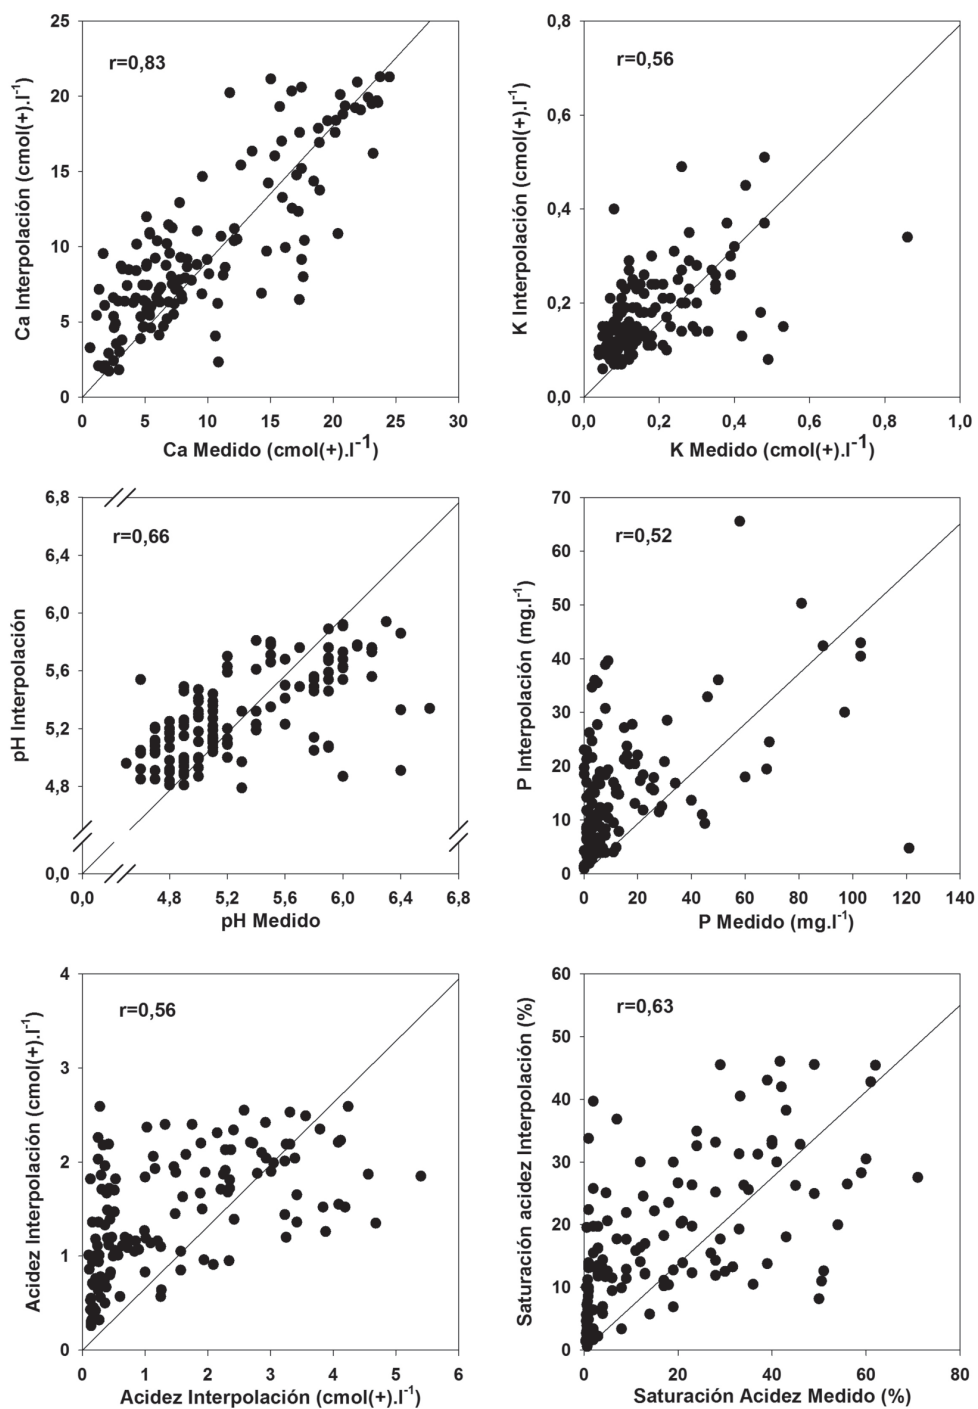 25
20
15
10
5
0
r=0,83
Ca Interpolación (cmol(+).l-1)
0 5 10 15 20 25 30
Ca Medido (cmol(+).l-1)
0,8
0,6
0,4
0,2
0,0
r=0,56
K Interpolación (cmol(+).l-1)
0,0 0,2 0,4 0,6 0,8 1,0
K Medido (cmol(+).l-1)
6,8
6,4
6,0
5,6
5,2
4,8
0,0
r=0,66
pH Interpolación
0,0 4,8 5,2 5,6 6,0 6,4 6,8
pH Medido
70
60
50
40
30
20
10
0
r=0,52
P Interpolación (mg.l-1)
0 20 40 60 80 100 120 140
P Medido (mg.l-1)
4
3
2
1
0
r=0,56
Acidez Interpolación (cmol(+).l-1)
0 1 2 3 4 5 6
Acidez Interpolación (cmol(+).l-1)
60
50
40
30
20
10
0
r=0,63
Saturación acidez Interpolación (%)
0 20 40 60 80
Saturación Acidez Medido (%)